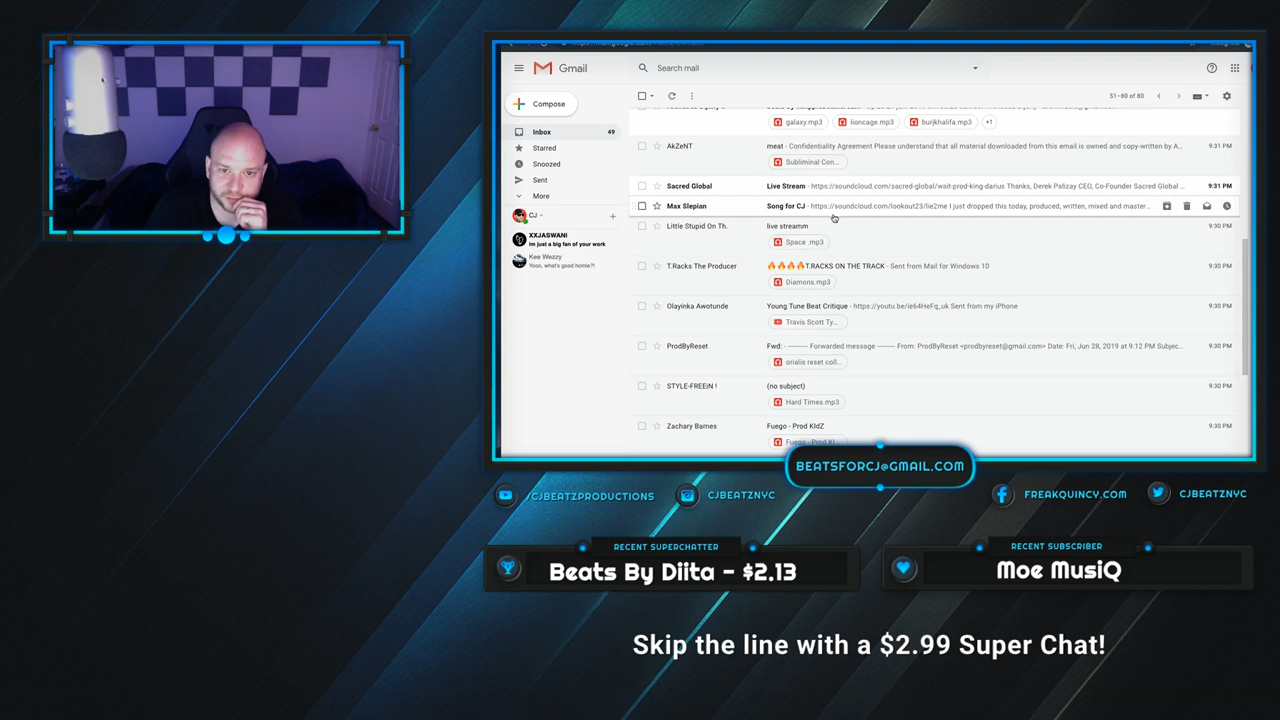 Gmail
Search mail
Compose
51–80 of 80
Inbox 49
Starred
Snoozed
Sent
More
CJ
XXJASWANI
im just a big fan of your work
Kee Wezzy
Yooo, what's good homie?!
galaxy.mp3 lioncage.mp3 burjkhalifa.mp3 +1
AkZeNT meat - Confidentiality Agreement Please understand that all material downloaded from this email is owned and copy-written by A... 9:31 PM
Subliminal Con...
Sacred Global Live Stream - https://soundcloud.com/sacred-global/wait-prod-king-darius Thanks, Derek Palizay CEO, Co-Founder Sacred Global ... 9:31 PM
Max Slepian Song for CJ - https://soundcloud.com/lookout23/lie2me I just dropped this today, produced, written, mixed and master...
Little Stupid On Th. live streamm 9:30 PM
Space .mp3
T.Racks The Producer 🔥🔥🔥🔥T.RACKS ON THE TRACK - Sent from Mail for Windows 10 9:30 PM
Diamons.mp3
Olayinka Awotunde Young Tune Beat Critique - https://youtu.be/ie64HeFq_uk Sent from my iPhone 9:30 PM
Travis Scott Ty...
ProdByReset Fwd: - ---------- Forwarded message --------- From: ProdByReset <prodbyreset@gmail.com> Date: Fri, Jun 28, 2019 at 9:12 PM Subjec... 9:30 PM
orialis reset coll...
STYLE-FREEiN ! (no subject) 9:30 PM
Hard Times.mp3
Zachary Barnes Fuego - Prod KIdZ 9:30 PM
Fuego - Prod KI...
BEATSFORCJ@GMAIL.COM
/CJBEATZPRODUCTIONS CJBEATZNYC FREAKQUINCY.COM CJBEATZNYC
RECENT SUPERCHATTER
Beats By Diita - $2.13
RECENT SUBSCRIBER
Moe MusiQ
Skip the line with a $2.99 Super Chat!